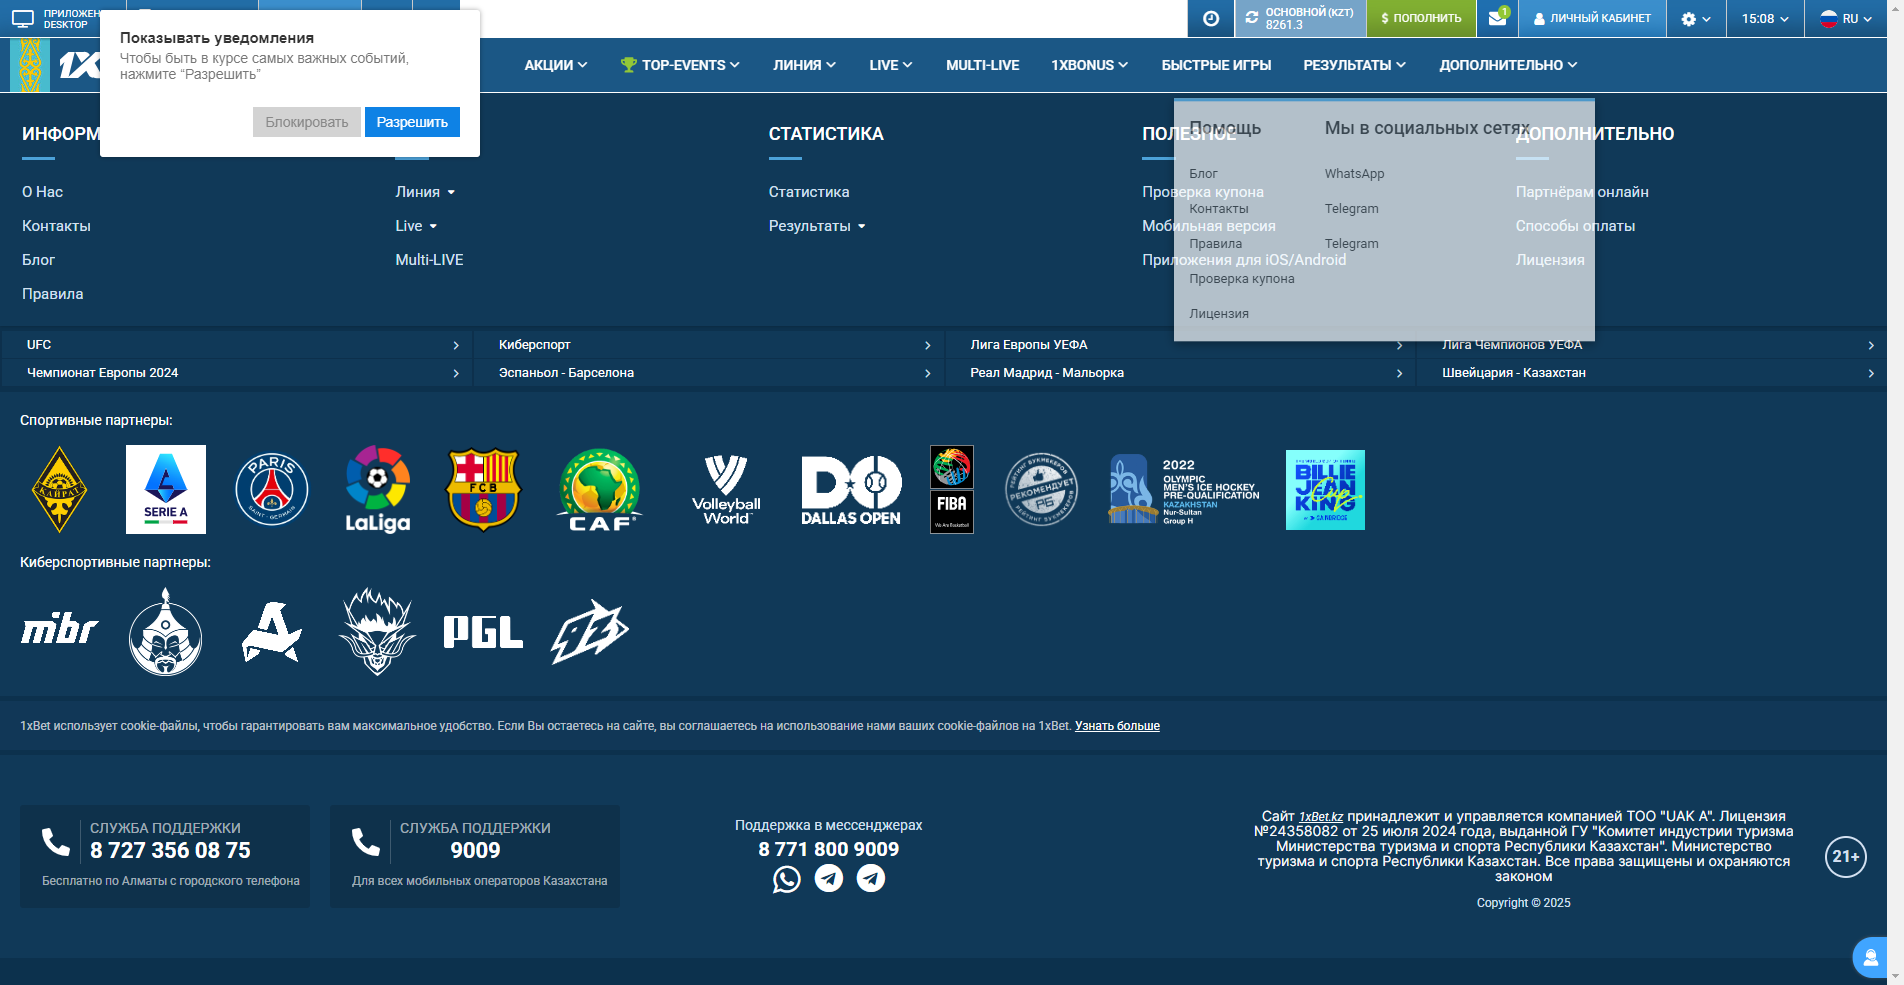 ПРИЛОЖЕН
DESKTOP
ОСНОВНОЙ (KZT)
8261.3
$ ПОПОЛНИТЬ
1
ЛИЧНЫЙ КАБИНЕТ
15:08
RU
Показывать уведомления
Чтобы быть в курсе самых важных событий,
нажмите “Разрешить”
Блокировать
Разрешить
1X
АКЦИИ
TOP-EVENTS
ЛИНИЯ
LIVE
MULTI-LIVE
1XBONUS
БЫСТРЫЕ ИГРЫ
РЕЗУЛЬТАТЫ
ДОПОЛНИТЕЛЬНО
ИНФОРМ
О Нас
Контакты
Блог
Правила
Линия
Live
Multi-LIVE
СТАТИСТИКА
Статистика
Результаты
ПОЛЕЗНОЕ
Проверка купона
Мобильная версия
Приложения для iOS/Android
ДОПОЛНИТЕЛЬНО
Партнёрам онлайн
Способы оплаты
Лицензия
Помощь
Блог
Контакты
Правила
Проверка купона
Лицензия
Мы в социальных сетях
WhatsApp
Telegram
Telegram
UFC
Киберспорт
Лига Европы УЕФА
Лига Чемпионов УЕФА
Чемпионат Европы 2024
Эспаньол - Барселона
Реал Мадрид - Мальорка
Швейцария - Казахстан
Спортивные партнеры:
КАЙРАТ
SERIE A
PARIS
SAINT-GERMAIN
LaLiga
FCB
CAF
Volleyball
World
DALLAS OPEN
FIBA
We Are Basketball
РЕЙТИНГ БУКМЕКЕРОВ
РЕКОМЕНДУЕТ
РБ
РЕЙТИНГ БУКМЕКЕРОВ
2022
OLYMPIC
MEN'S ICE HOCKEY
PRE-QUALIFICATION
KAZAKHSTAN
Nur-Sultan
Group H
BILLIE
JEAN
KING
Cup
Киберспортивные партнеры:
mibr
PGL
1xBet использует cookie-файлы, чтобы гарантировать вам максимальное удобство. Если Вы остаетесь на сайте, вы соглашаетесь на использование нами ваших cookie-файлов на 1xBet. Узнать больше
СЛУЖБА ПОДДЕРЖКИ
8 727 356 08 75
Бесплатно по Алматы с городского телефона
СЛУЖБА ПОДДЕРЖКИ
9009
Для всех мобильных операторов Казахстана
Поддержка в мессенджерах
8 771 800 9009
Сайт 1xBet.kz принадлежит и управляется компанией ТОО "UAK A". Лицензия
№24358082 от 25 июля 2024 года, выданной ГУ "Комитет индустрии туризма
Министерства туризма и спорта Республики Казахстан". Министерство
туризма и спорта Республики Казахстан. Все права защищены и охраняются
законом
Copyright © 2025
21+